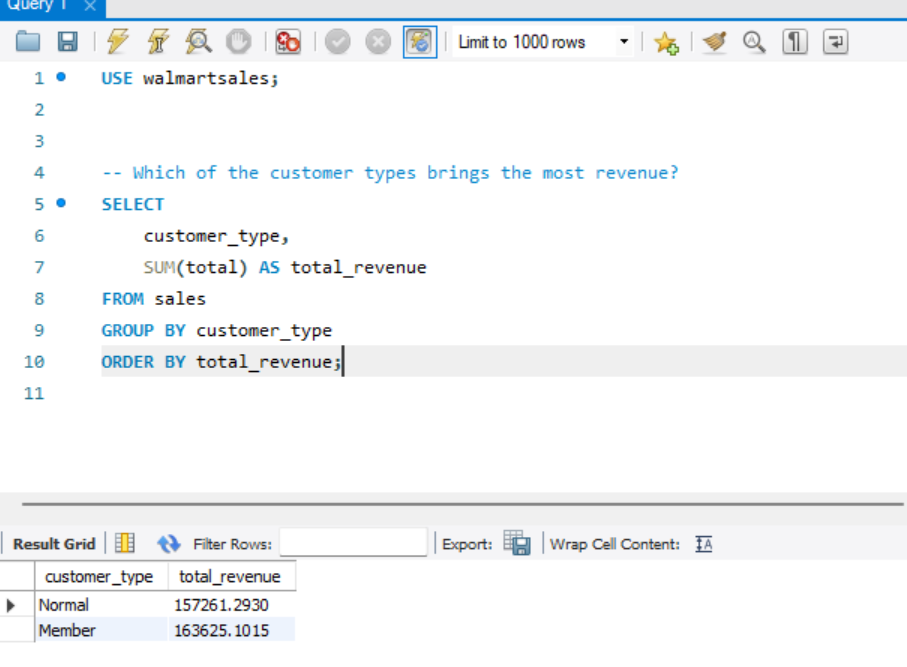 Query 1
Limit to 1000 rows
1 USE walmartsales;
2
3
4 -- Which of the customer types brings the most revenue?
5 SELECT
6 customer_type,
7 SUM(total) AS total_revenue
8 FROM sales
9 GROUP BY customer_type
10 ORDER BY total_revenue;
11
Result Grid Filter Rows: Export: Wrap Cell Content:
customer_type total_revenue
Normal 157261.2930
Member 163625.1015